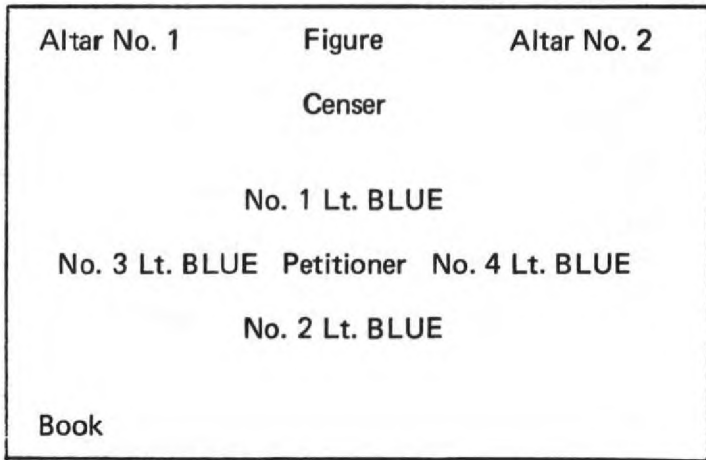 Altar No. 1 Figure Altar No. 2
Censer
No. 1 Lt. BLUE
No. 3 Lt. BLUE Petitioner No. 4 Lt. BLUE
No. 2 Lt. BLUE
Book